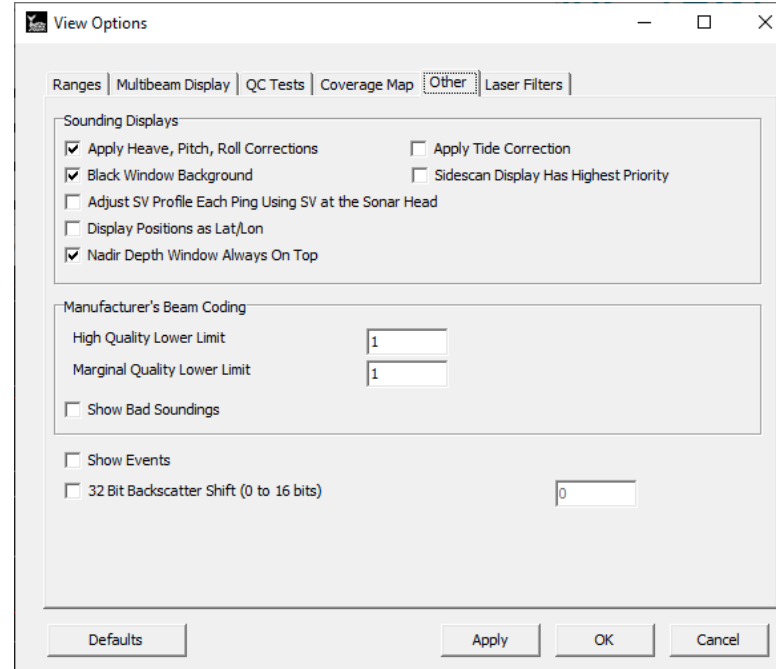 View Options
Ranges Multibeam Display QC Tests Coverage Map Other Laser Filters
Sounding Displays
Apply Heave, Pitch, Roll Corrections Apply Tide Correction
Black Window Background Sidescan Display Has Highest Priority
Adjust SV Profile Each Ping Using SV at the Sonar Head
Display Positions as Lat/Lon
Nadir Depth Window Always On Top
Manufacturer's Beam Coding
High Quality Lower Limit 1
Marginal Quality Lower Limit 1
Show Bad Soundings
Show Events
32 Bit Backscatter Shift (0 to 16 bits) 0
Defaults Apply OK Cancel